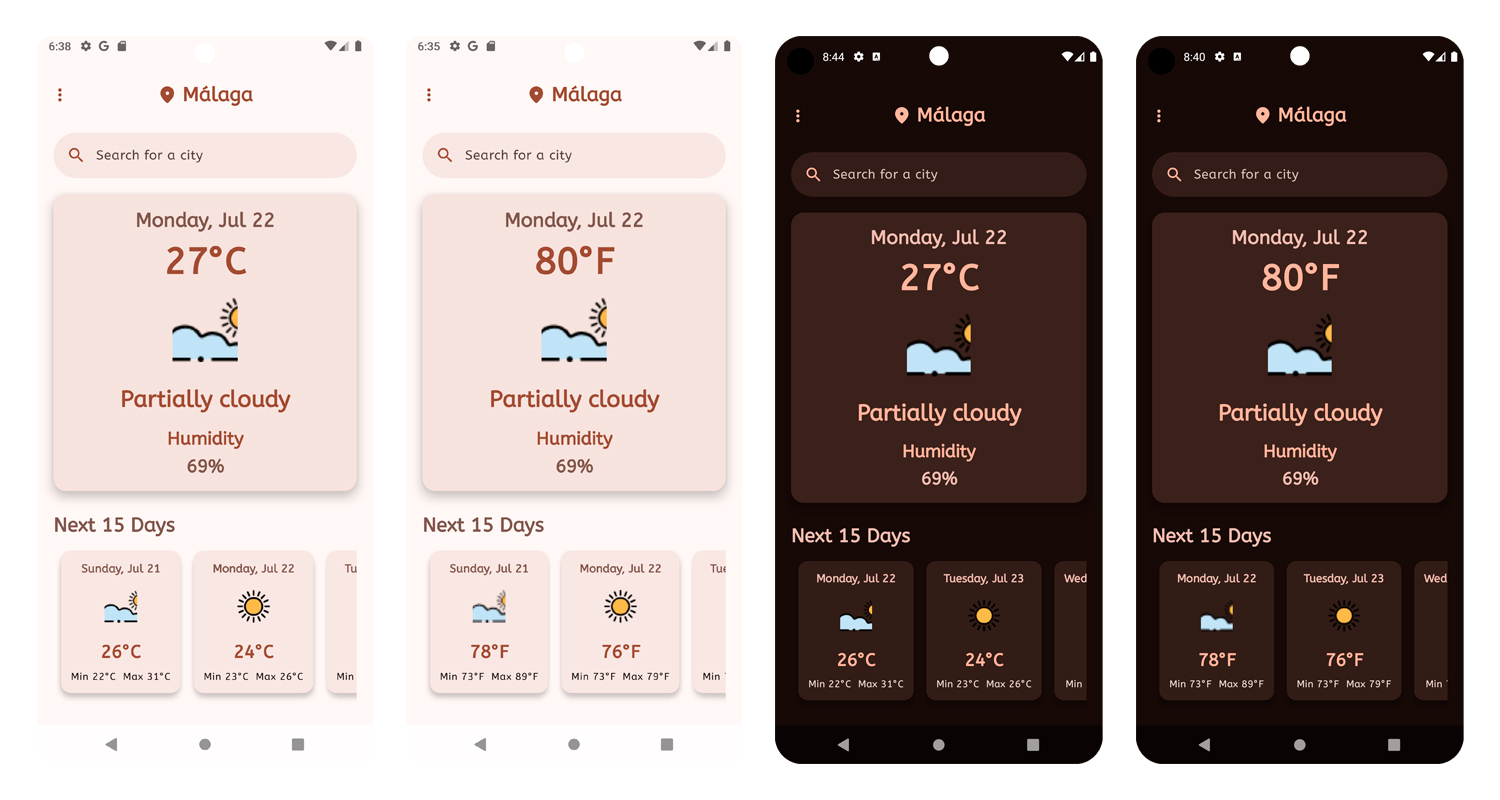 6:38
Málaga
Search for a city
Monday, Jul 22
27°C
Partially cloudy
Humidity
69%
Next 15 Days
Sunday, Jul 21
26°C
Min 22°C Max 31°C
Monday, Jul 22
24°C
Min 23°C Max 26°C
Tu
6:35
Málaga
Search for a city
Monday, Jul 22
80°F
Partially cloudy
Humidity
69%
Next 15 Days
Sunday, Jul 21
78°F
Min 73°F Max 89°F
Monday, Jul 22
76°F
Min 73°F Max 79°F
Tue
Min
8:44
Málaga
Search for a city
Monday, Jul 22
27°C
Partially cloudy
Humidity
69%
Next 15 Days
Monday, Jul 22
26°C
Min 22°C Max 31°C
Tuesday, Jul 23
24°C
Min 23°C Max 26°C
Wed
Min
8:40
Málaga
Search for a city
Monday, Jul 22
80°F
Partially cloudy
Humidity
69%
Next 15 Days
Monday, Jul 22
78°F
Min 73°F Max 89°F
Tuesday, Jul 23
76°F
Min 73°F Max 79°F
Wed
Min